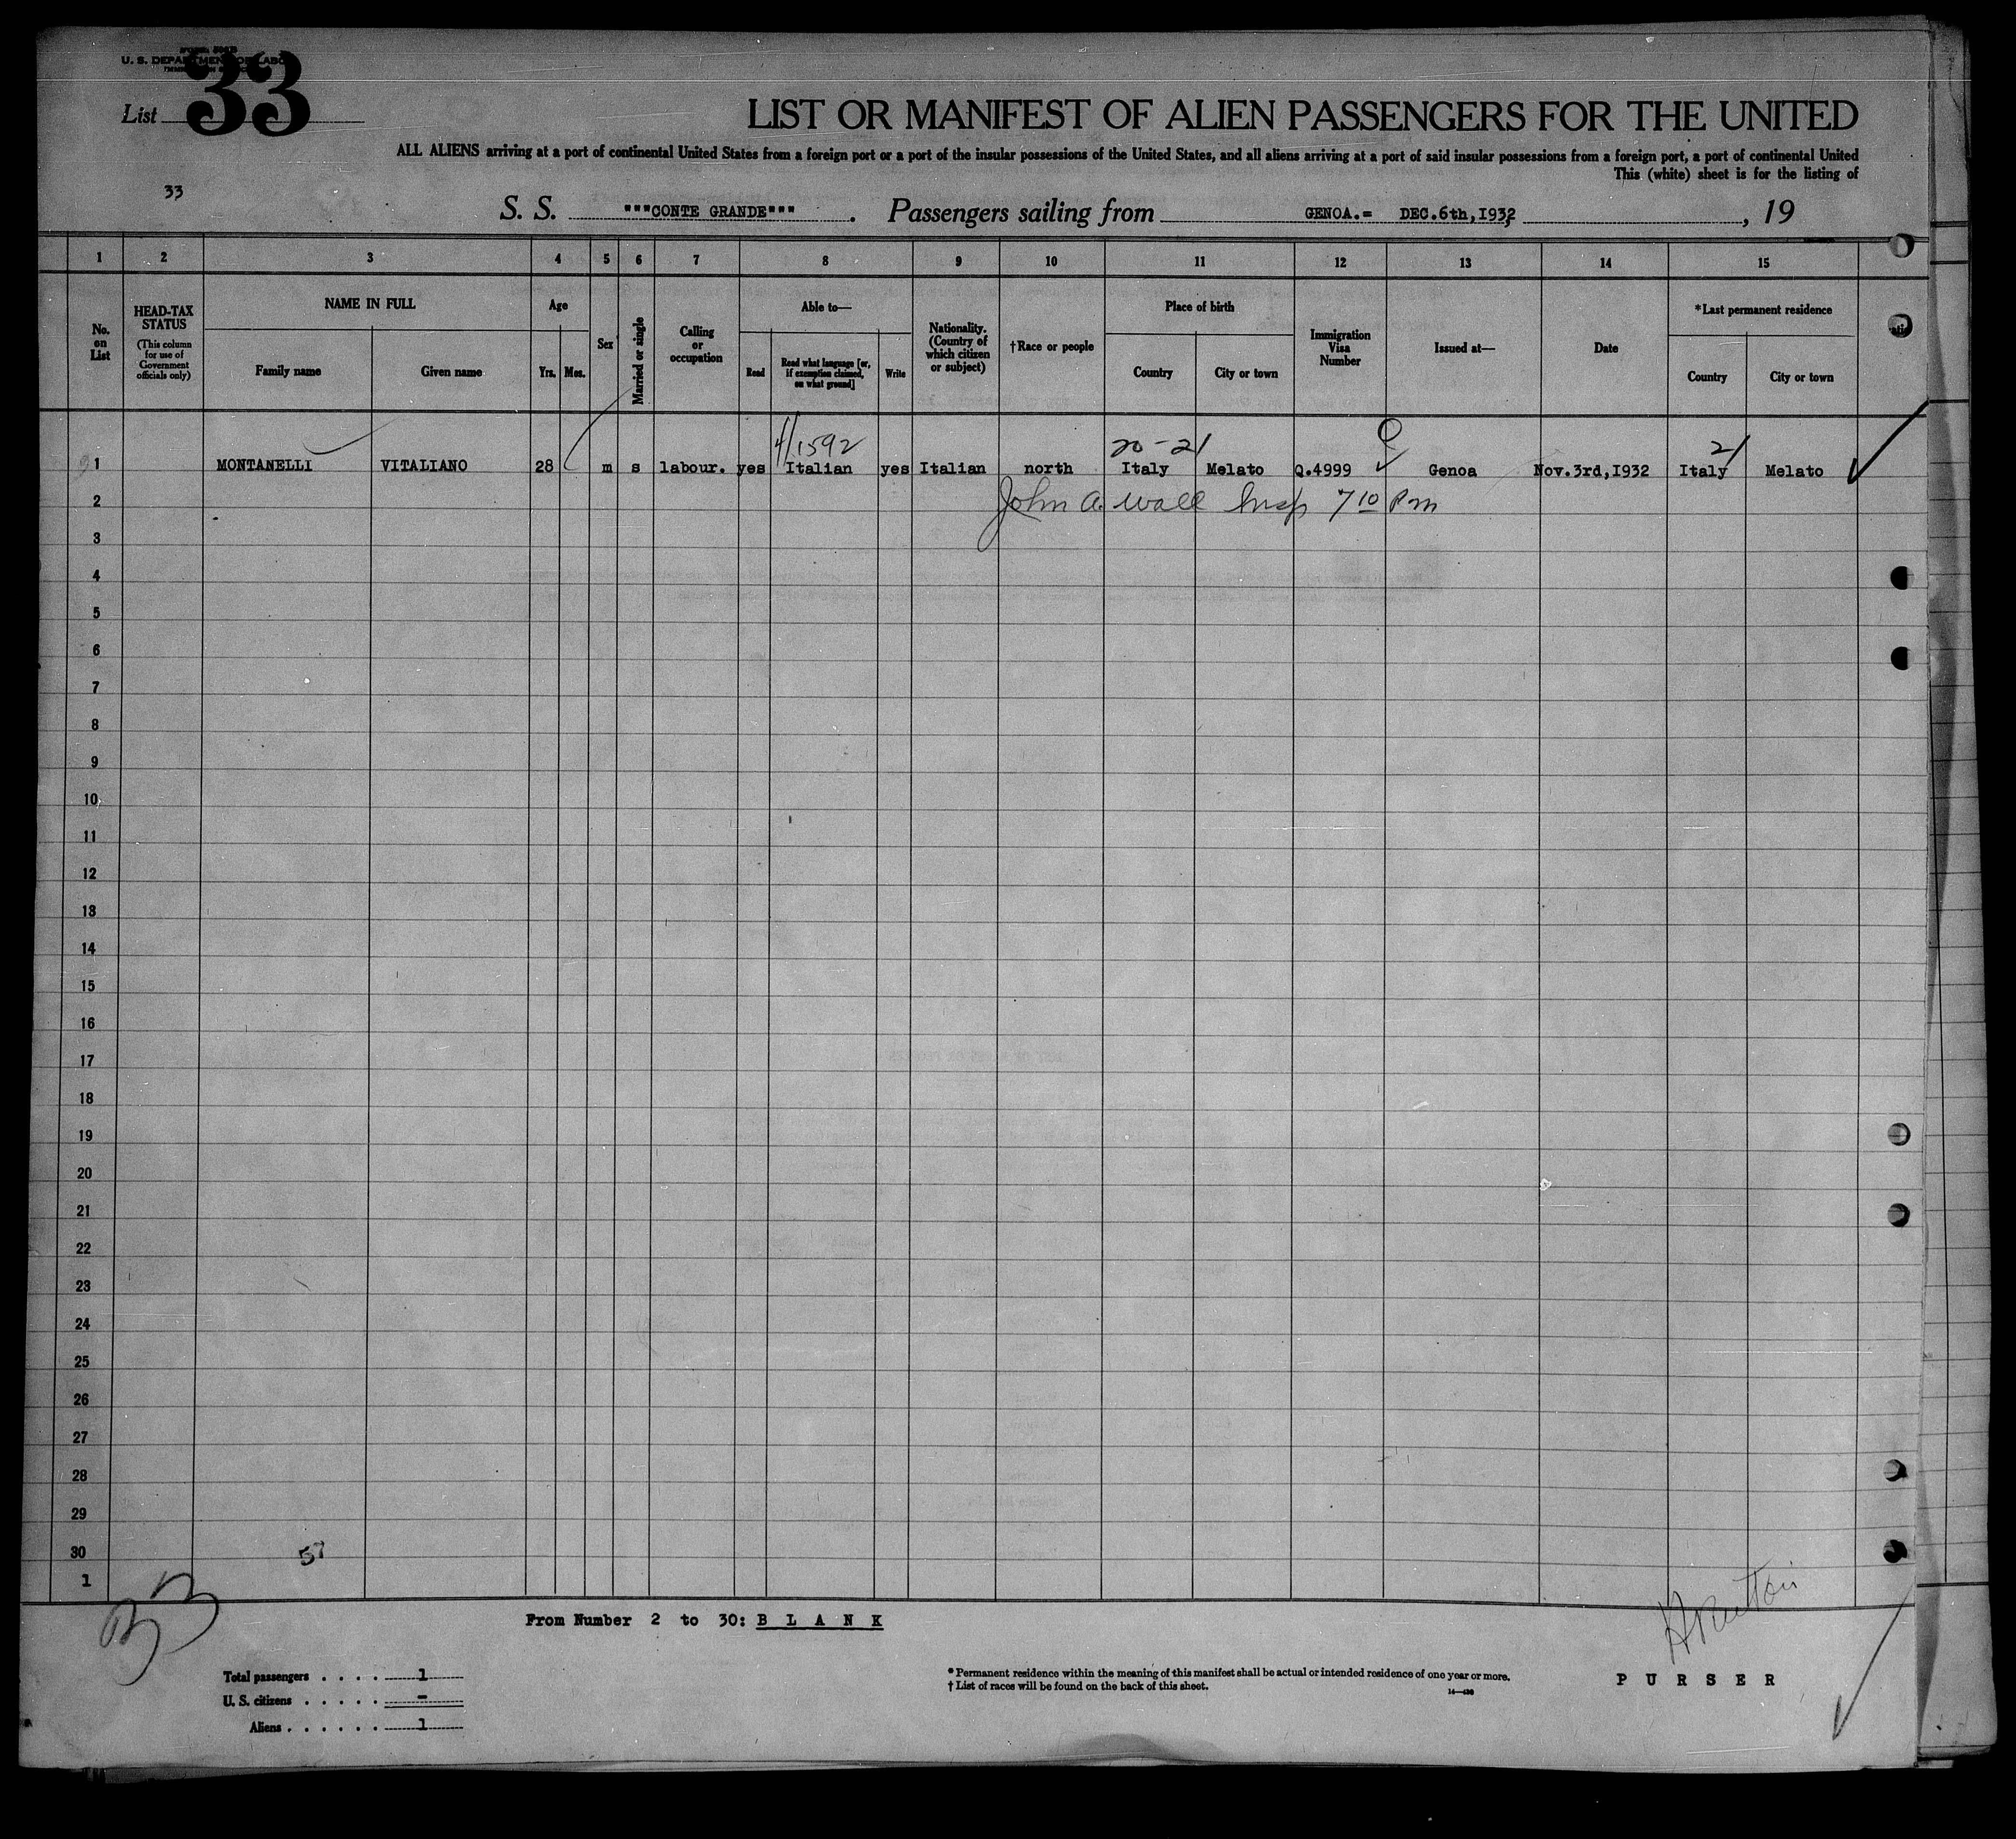 U. S. DEPARTMENT OF LABOR
List 33
LIST OR MANIFEST OF ALIEN PASSENGERS FOR THE UNITED
ALL ALIENS arriving at a port of continental United States from a foreign port or a port of the insular possessions of the United States, and all aliens arriving at a port of said insular possessions from a foreign port, a port of continental United
This (white) sheet is for the listing of
33
S. S. """CONTE GRANDE""". Passengers sailing from GENOA.= DEC.6th,1932, 19
1 2 3 4 5 6 7 8 9 10 11 12 13 14 15
No. on List
HEAD-TAX STATUS (This column for use of Government officials only)
NAME IN FULL
Family name Given name
Age
Yrs. Mos.
Sex
Married or single
Calling or occupation
Able to—
Read Read what language [or, if exemption claimed, on what ground] Write
Nationality. (Country of which citizen or subject)
†Race or people
Place of birth
Country City or town
Immigration Visa Number
Issued at—
Date
*Last permanent residence
Country City or town
4/1592 20-21 21
1 MONTANELLI VITALIANO 28 m s labour. yes Italian yes Italian north Italy Melato Q.4999 Genoa Nov.3rd,1932 Italy Melato
2 John A. Wall Insp 7 10 Pm
3
4
5
6
7
8
9
10
11
12
13
14
15
16
17
18
19
20
21
22
23
24
25
26
27
28
29
30
1
57
From Number 2 to 30: B L A N K
Total passengers . . . . 1
U. S. citizens . . . . . -
Aliens . . . . . . 1
* Permanent residence within the meaning of this manifest shall be actual or intended residence of one year or more.
† List of races will be found on the back of this sheet.
P U R S E R